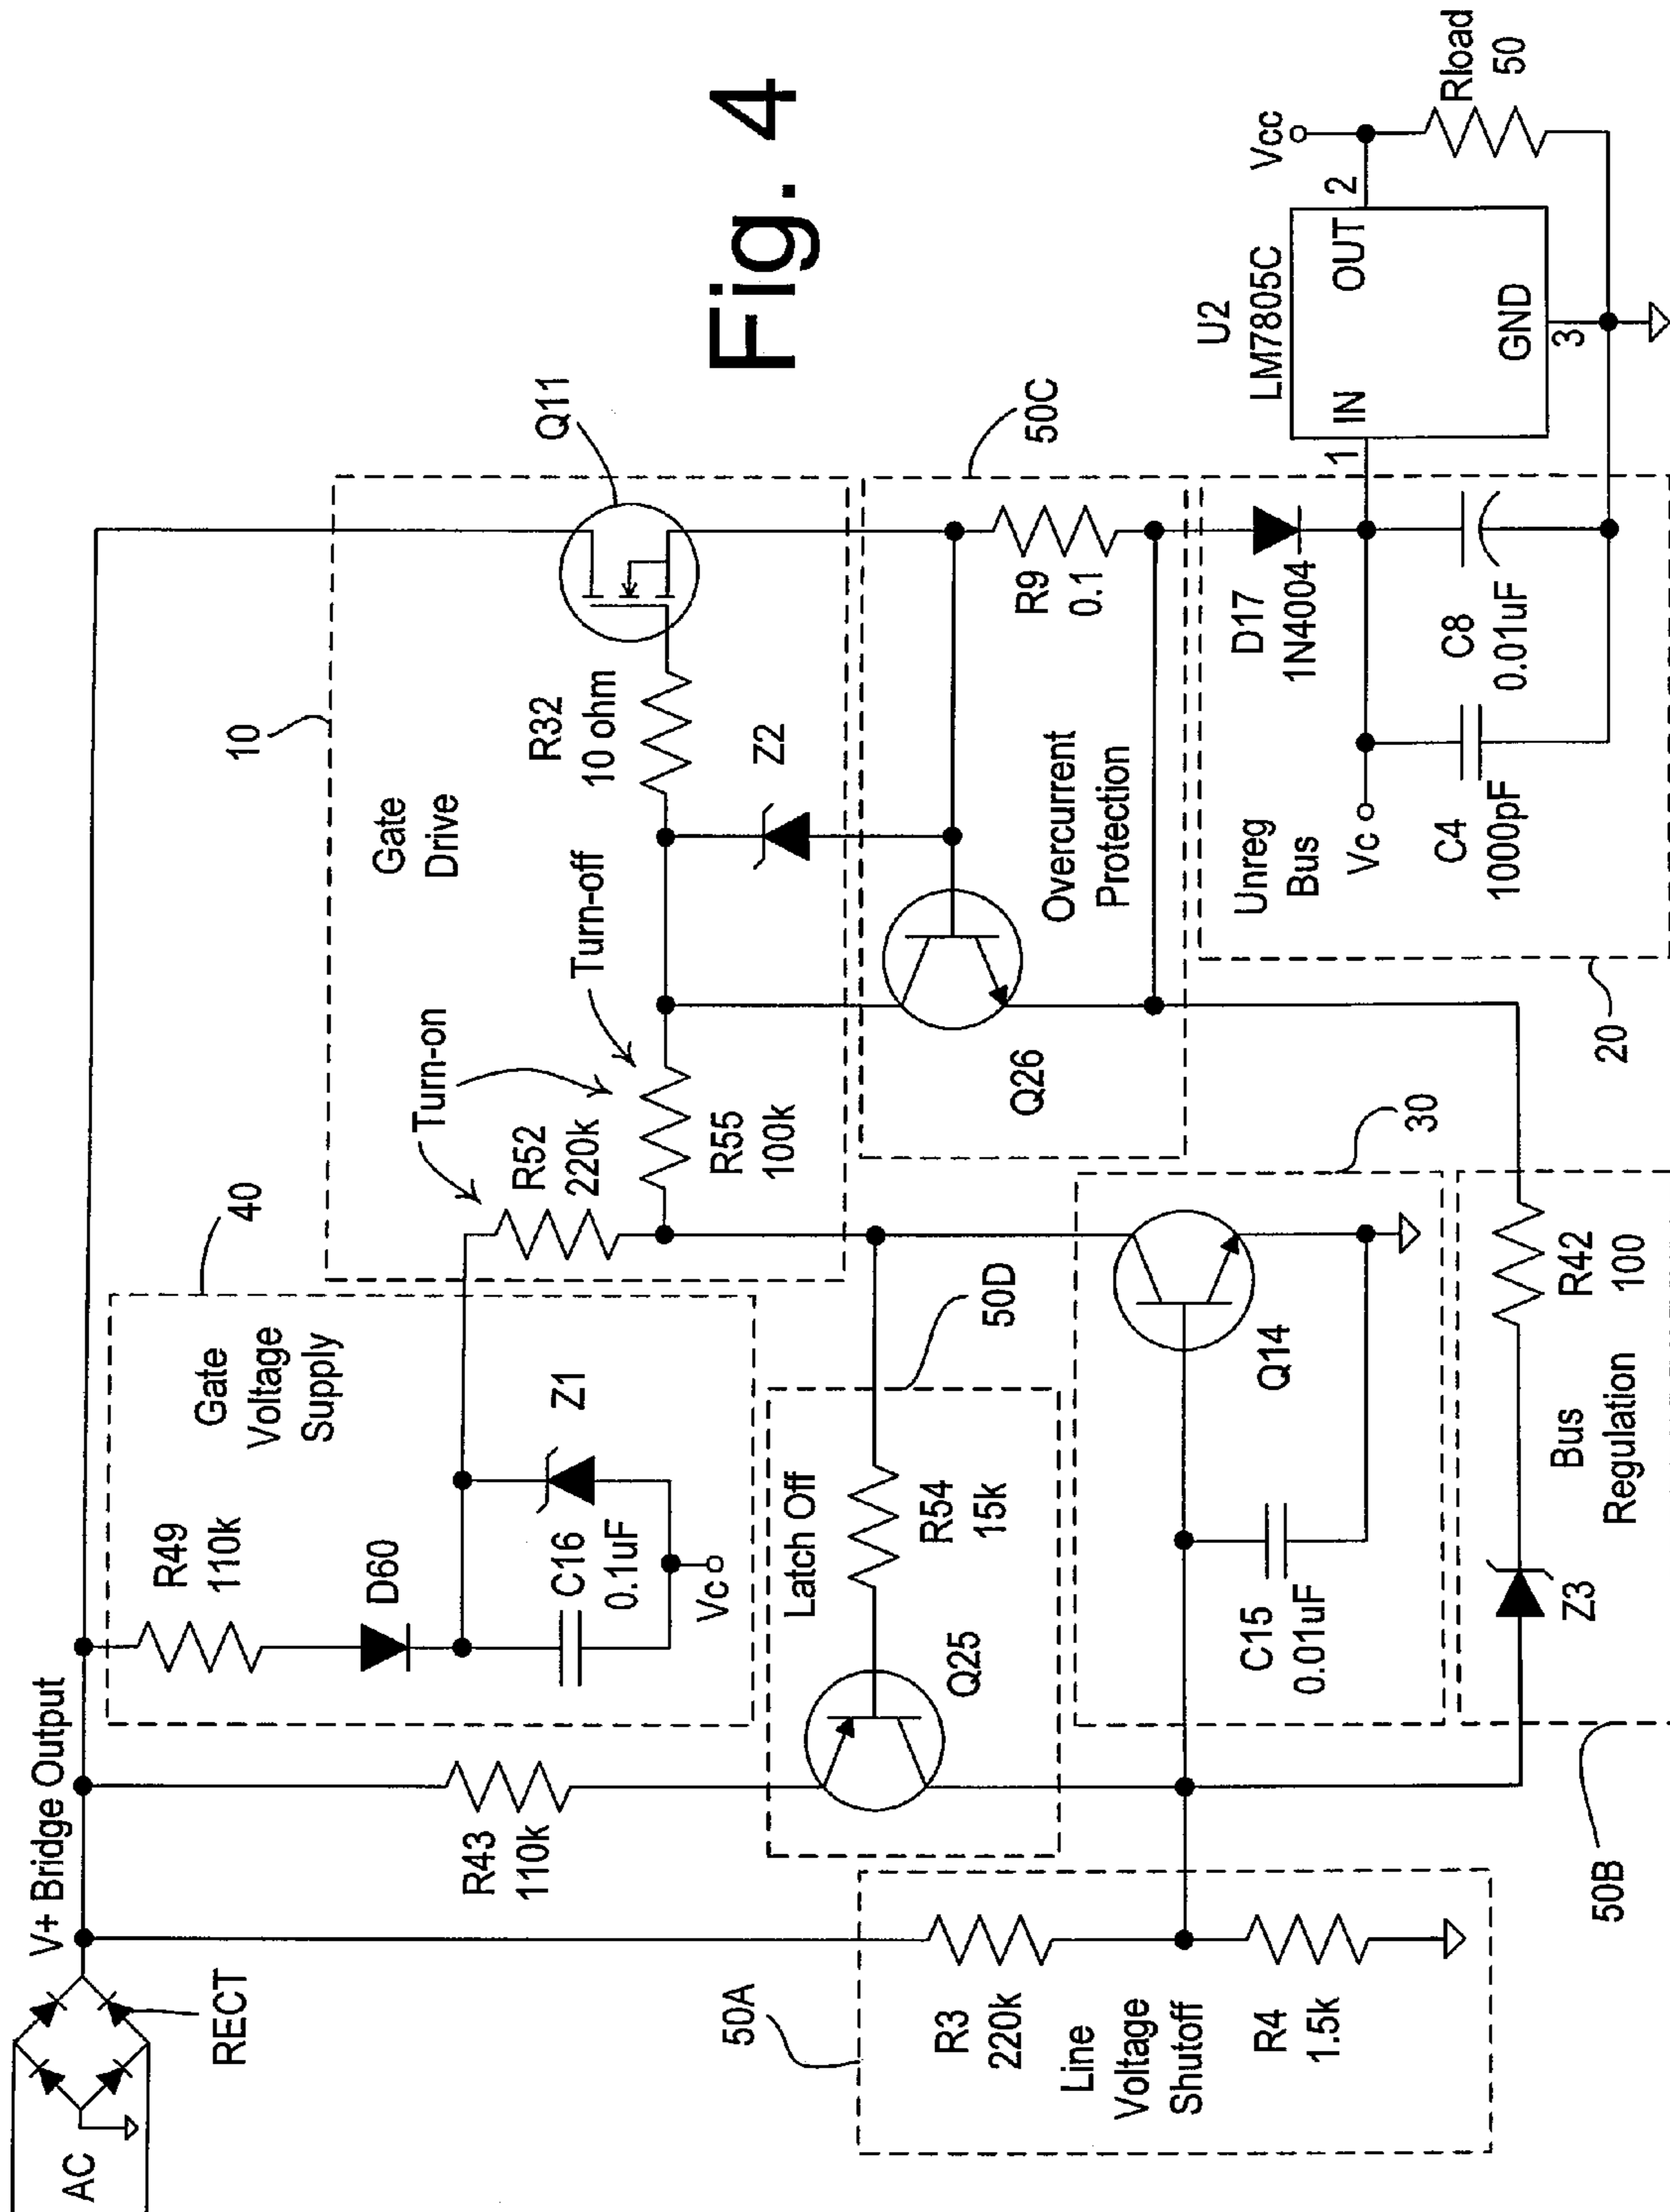 Fig. 4
AC
RECT
V+ Bridge Output
R43
110k
50A
R3
220k
Line
Voltage
Shutoff
R4
1.5k
40
Gate
Voltage
Supply
R49
110k
D60
C16
0.1uF
Z1
Vc
Latch Off
R54
15k
Q25
50D
Turn-on
Turn-off
R52
220k
R55
100k
10
Gate
Drive
R32
10 ohm
Z2
Q11
50C
Q26
Overcurrent
Protection
R9
0.1
30
Q14
C15
0.01uF
50B
Z3
Bus
Regulation
R42
100
20
Unreg
Bus
Vc
C4
1000pF
C8
0.01uF
D17
1N4004
U2
LM7805C
1
IN
OUT
2
GND
3
Vcc
Rload
50